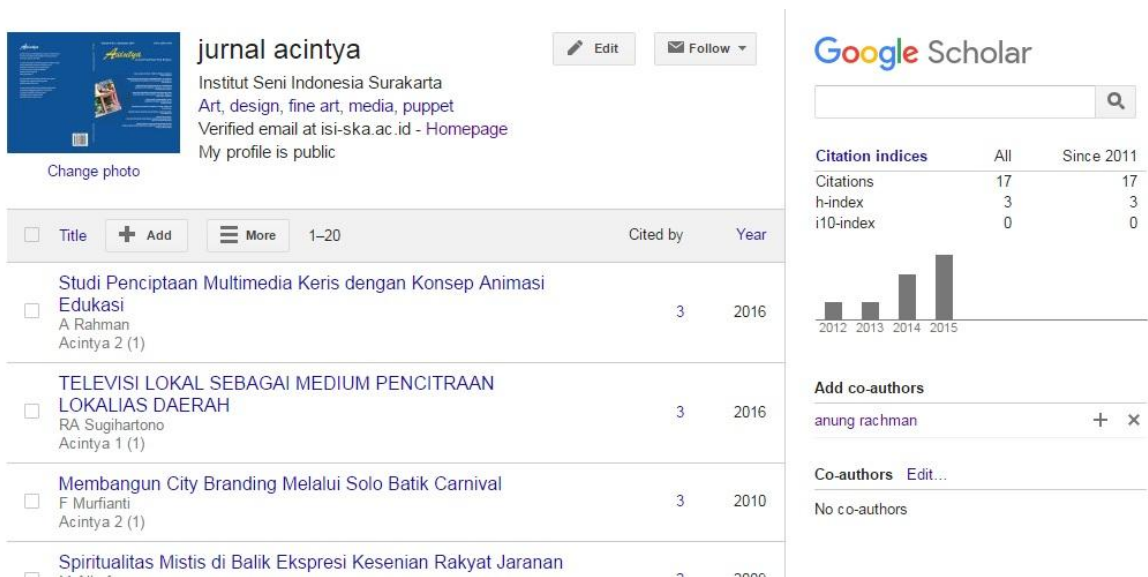 Acintya
jurnal acintya
Edit
Follow
Institut Seni Indonesia Surakarta
Art, design, fine art, media, puppet
Verified email at isi-ska.ac.id - Homepage
My profile is public
Change photo
Title Add More 1–20 Cited by Year
Studi Penciptaan Multimedia Keris dengan Konsep Animasi
Edukasi
3 2016
A Rahman
Acintya 2 (1)
TELEVISI LOKAL SEBAGAI MEDIUM PENCITRAAN
LOKALIAS DAERAH
3 2016
RA Sugihartono
Acintya 1 (1)
Membangun City Branding Melalui Solo Batik Carnival
3 2010
F Murfianti
Acintya 2 (1)
Spiritualitas Mistis di Balik Ekspresi Kesenian Rakyat Jaranan
Google Scholar
Citation indices All Since 2011
Citations 17 17
h-index 3 3
i10-index 0 0
2012 2013 2014 2015
Add co-authors
anung rachman
Co-authors Edit...
No co-authors